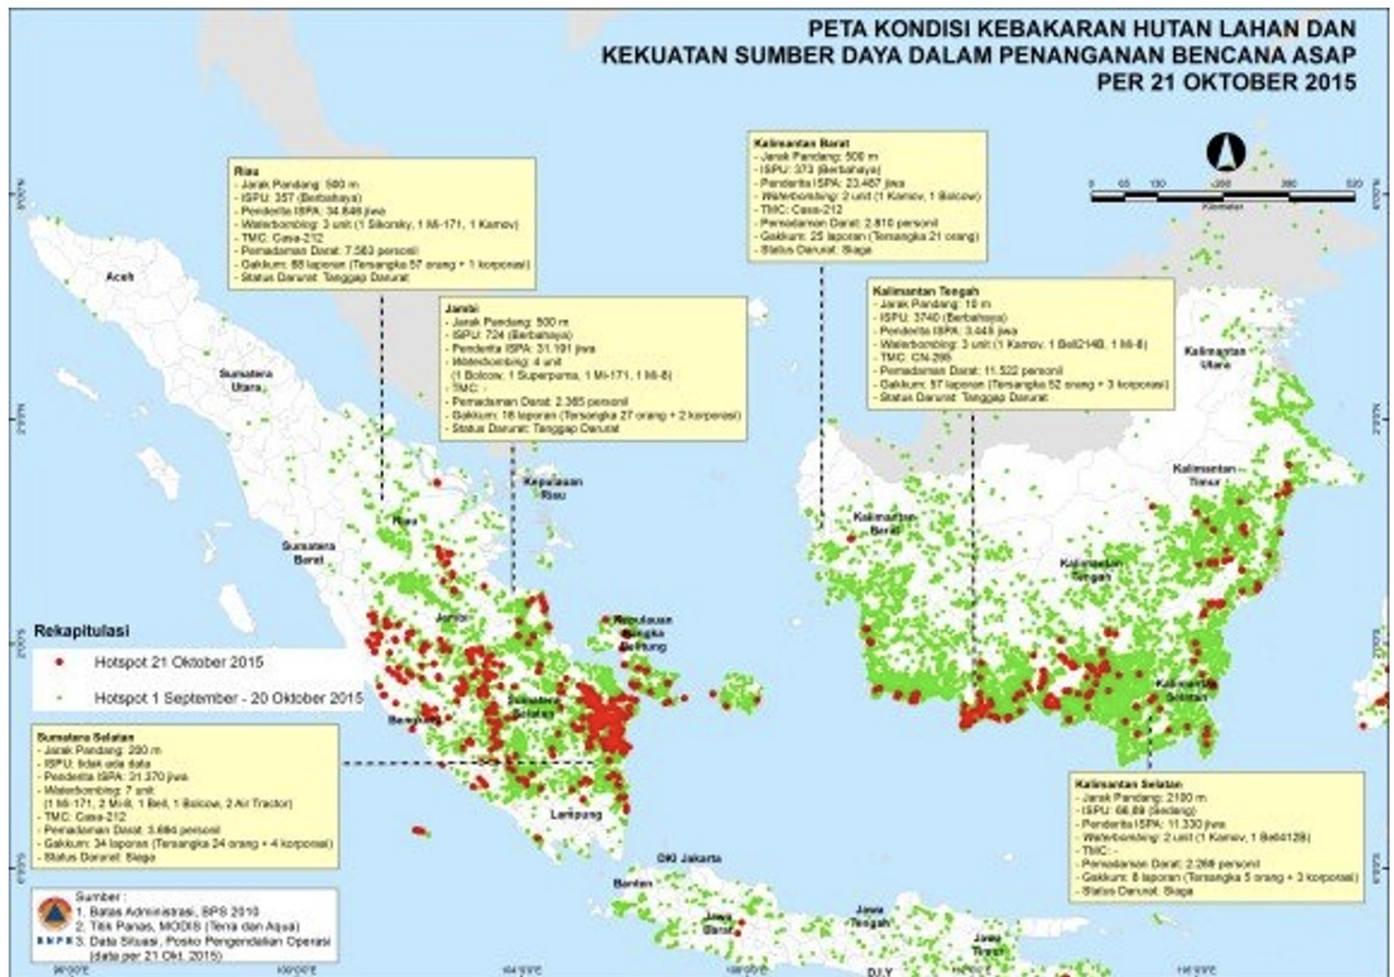 PETA KONDISI KEBAKARAN HUTAN LAHAN DAN
KEKUATAN SUMBER DAYA DALAM PENANGANAN BENCANA ASAP
PER 21 OKTOBER 2015
Riau
- Jarak Pandang: 500 m
- ISPU: 357 (Berbahaya)
- Penderita ISPA: 34.846 jiwa
- Waterbombing: 3 unit (1 Sikorsky, 1 Mi-171, 1 Kamov)
- TMC: Casa-212
- Pemadaman Darat: 7.563 personil
- Gakkum: 68 laporan (Tersangka 57 orang + 1 korporasi)
- Status Darurat: Tanggap Darurat
Jambi
- Jarak Pandang: 500 m
- ISPU: 724 (Berbahaya)
- Penderita ISPA: 31.191 jiwa
- Waterbombing: 4 unit
(1 Bolcow, 1 Superpuma, 1 Mi-171, 1 Mi-8)
- TMC: -
- Pemadaman Darat: 2.365 personil
- Gakkum: 16 laporan (Tersangka 27 orang + 2 korporasi)
- Status Darurat: Tanggap Darurat
Kalimantan Barat
- Jarak Pandang: 500 m
- ISPU: 373 (Berbahaya)
- Penderita ISPA: 23.487 jiwa
- Waterbombing: 2 unit (1 Kamov, 1 Bolcow)
- TMC: Casa-212
- Pemadaman Darat: 2.810 personil
- Gakkum: 25 laporan (Tersangka 21 orang)
- Status Darurat: Siaga
Kalimantan Tengah
- Jarak Pandang: 10 m
- ISPU: 3740 (Berbahaya)
- Penderita ISPA: 3.445 jiwa
- Waterbombing: 3 unit (1 Kamov, 1 Bell214B, 1 Mi-8)
- TMC: CN-295
- Pemadaman Darat: 11.522 personil
- Gakkum: 57 laporan (Tersangka 52 orang + 3 korporasi)
- Status Darurat: Tanggap Darurat
Kilometer
Aceh
Sumatera
Utara
Kepulauan
Riau
Riau
Sumatera
Barat
Jambi
Kepulauan
Bangka
Belitung
Sumatera
Selatan
Bengkulu
Lampung
Kalimantan
Utara
Kalimantan
Timur
Kalimantan
Barat
Kalimantan
Tengah
Kalimantan
Selatan
Rekapitulasi
Hotspot 21 Oktober 2015
Hotspot 1 September - 20 Oktober 2015
Sumatera Selatan
- Jarak Pandang: 200 m
- ISPU: tidak ada data
- Penderita ISPA: 31.370 jiwa
- Waterbombing: 7 unit
(1 Mi-171, 2 Mi-8, 1 Bell, 1 Bolcow, 2 Air Tractor)
- TMC: Casa-212
- Pemadaman Darat: 3.694 personil
- Gakkum: 34 laporan (Tersangka 24 orang + 4 korporasi)
- Status Darurat: Siaga
Kalimantan Selatan
- Jarak Pandang: 2100 m
- ISPU: 66,89 (Sedang)
- Penderita ISPA: 11.330 jiwa
- Waterbombing: 2 unit (1 Kamov, 1 Bell412B)
- TMC: -
- Pemadaman Darat: 2.269 personil
- Gakkum: 8 laporan (Tersangka 5 orang + 3 korporasi)
- Status Darurat: Siaga
DKI Jakarta
Banten
Jawa
Barat
Jawa
Tengah
Jawa
Timur
D.I.Y
BNPB
Sumber :
1. Batas Administrasi, BPS 2010
2. Titik Panas, MODIS (Terra dan Aqua)
3. Data Situasi, Posko Pengendalian Operasi
(data per 21 Okt. 2015)